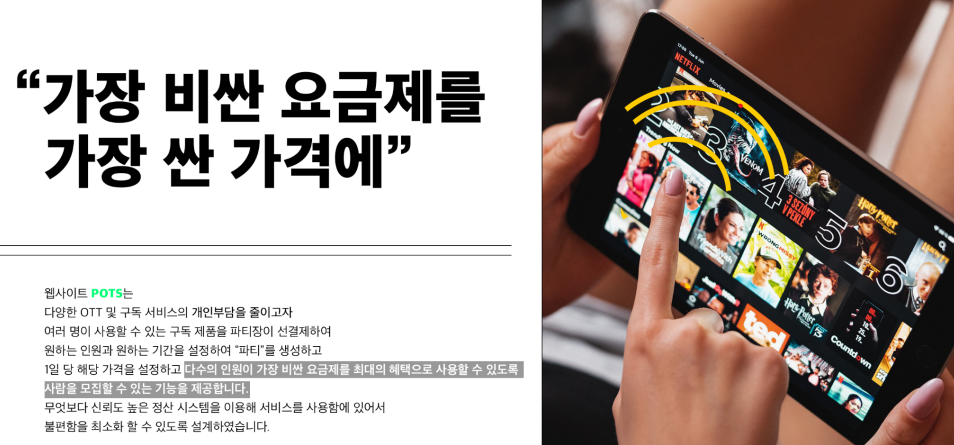 “가장 비싼 요금제를
가장 싼 가격에”
웹사이트 POTS는
다양한 OTT 및 구독 서비스의 개인부담을 줄이고자
여러 명이 사용할 수 있는 구독 제품을 파티장이 선결제하여
원하는 인원과 원하는 기간을 설정하여 “파티”를 생성하고
1일 당 해당 가격을 설정하고 다수의 인원이 가장 비싼 요금제를 최대의 혜택으로 사용할 수 있도록
사람을 모집할 수 있는 기능을 제공합니다.
무엇보다 신뢰도 높은 정산 시스템을 이용해 서비스를 사용함에 있어서
불편함을 최소화 할 수 있도록 설계하였습니다.
NETFLIX
Movies
2
3
4
5
6
VENOM
3 SEZÓNY
V PEKLE
Harry Potter
Trending Now
WRONG MISSY
Harry Potter
Countdown
ted